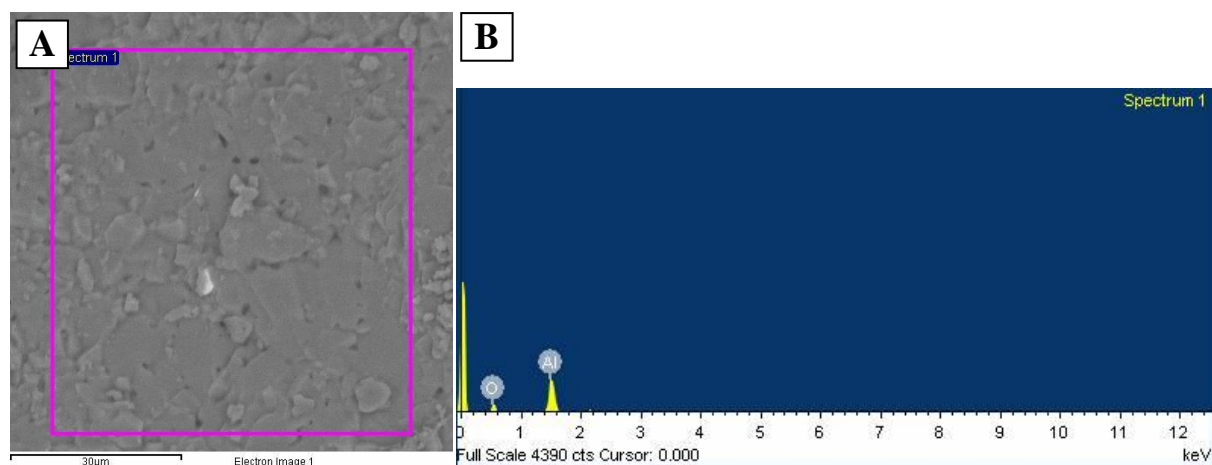 A
B
ectrum 1
Spectrum 1
Al
O
0 1 2 3 4 5 6 7 8 9 10 11 12
Full Scale 4390 cts Cursor: 0.000 keV
30um Electron Image 1